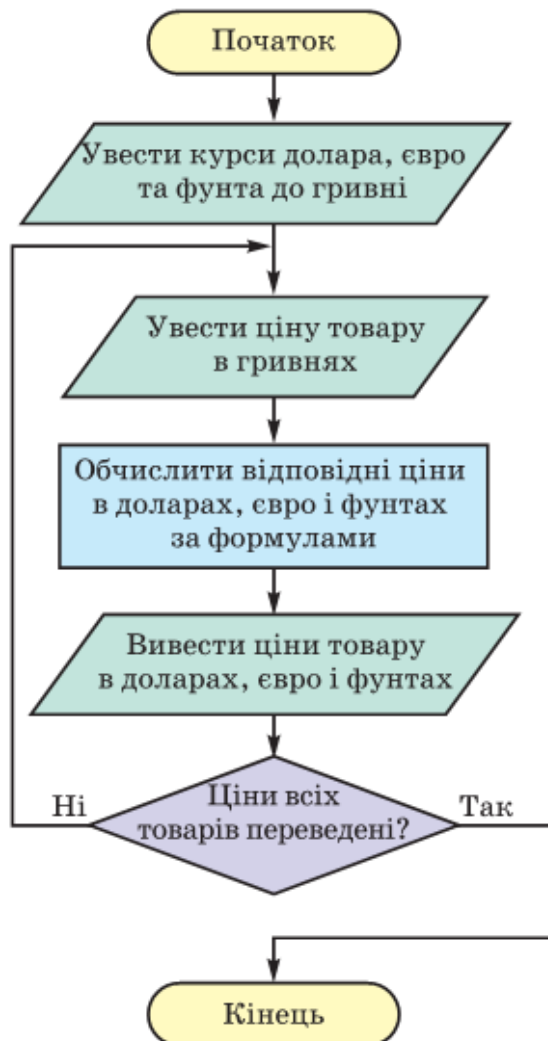 Початок
Увести курси долара, євро
та фунта до гривні
Увести ціну товару
в гривнях
Обчислити відповідні ціни
в доларах, євро і фунтах
за формулами
Вивести ціни товару
в доларах, євро і фунтах
Ціни всіх
товарів переведені?
Ні
Так
Кінець